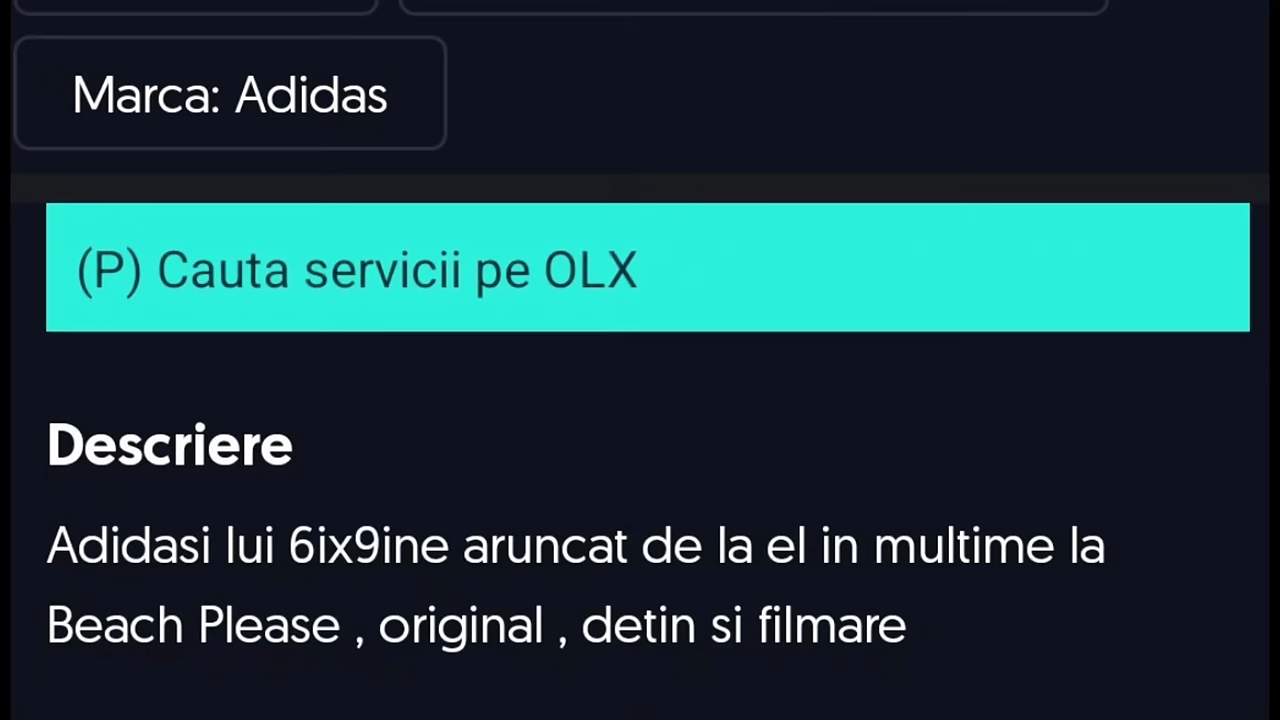 Marca: Adidas
(P) Cauta servicii pe OLX
Descriere
Adidasi lui 6ix9ine aruncat de la el in multime la
Beach Please , original , detin si filmare